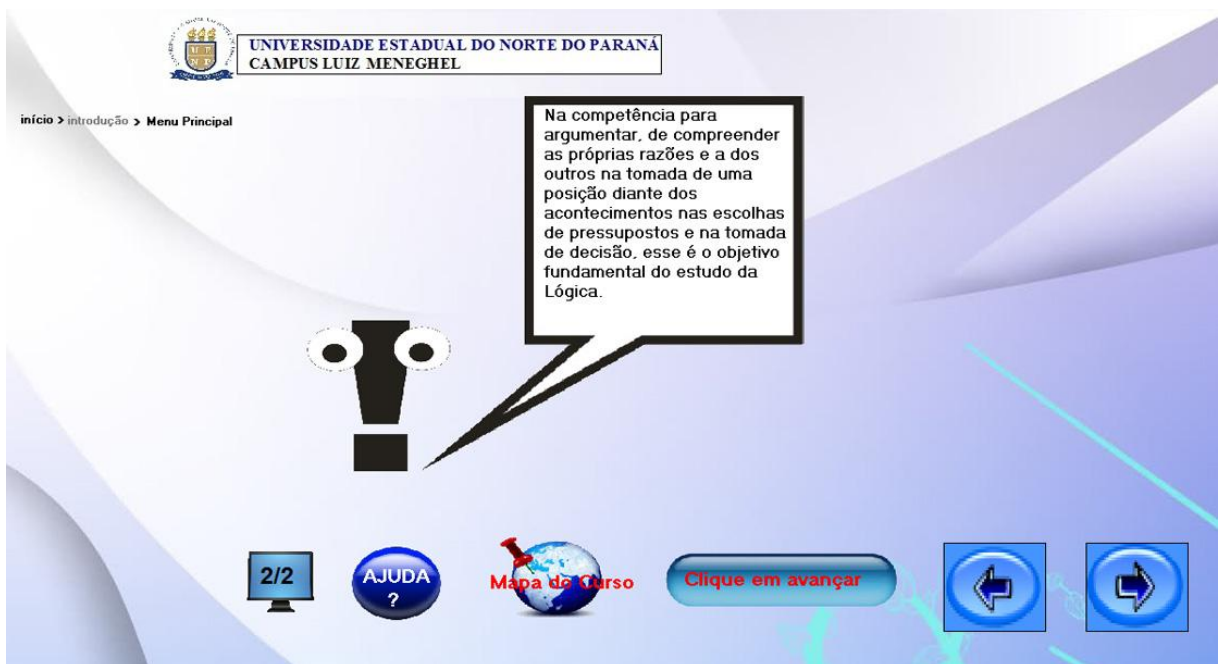 UNIVERSIDADE ESTADUAL DO NORTE DO PARANÁ
CAMPUS LUIZ MENEGHEL
início > introdução > Menu Principal
Na competência para
argumentar, de compreender
as próprias razões e a dos
outros na tomada de uma
posição diante dos
acontecimentos nas escolhas
de pressupostos e na tomada
de decisão, esse é o objetivo
fundamental do estudo da
Lógica.
2/2
AJUDA
?
Mapa do Curso
Clique em avançar